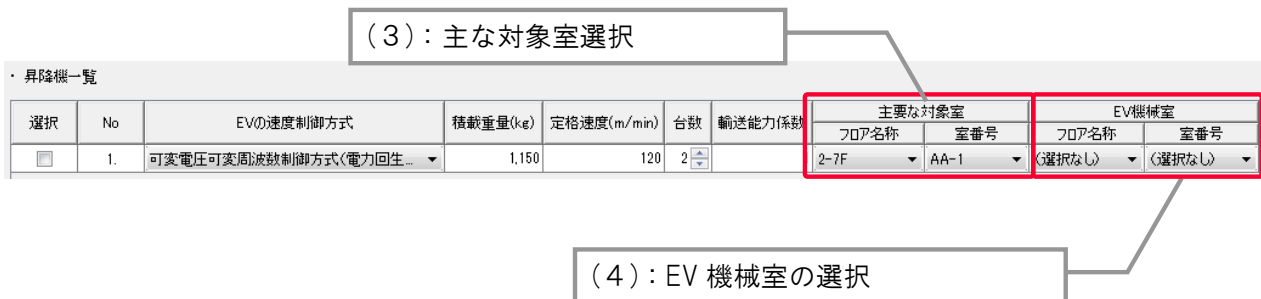 （３）：主な対象室選択
・ 昇降機一覧
選択 No EVの速度制御方式 積載重量(kg) 定格速度(m/min) 台数 輸送能力係数 主要な対象室 EV機械室
フロア名称 室番号 フロア名称 室番号
1. 可変電圧可変周波数制御方式(電力回生... 1,150 120 2 2-7F AA-1 (選択なし) (選択なし)
（４）：EV 機械室の選択